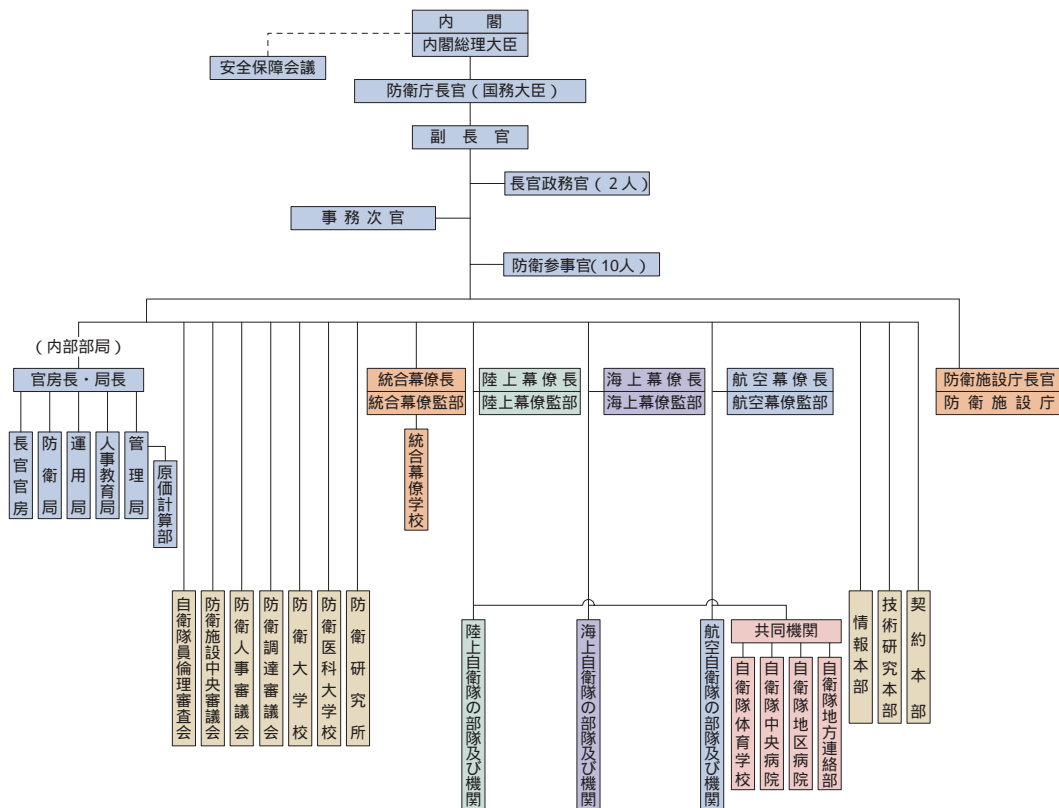 内閣
内閣総理大臣
安全保障会議
防衛庁長官(国務大臣)
副長官
長官政務官(2人)
事務次官
防衛参事官(10人)
(内部部局)
官房長・局長
長官官房
防衛局
運用局
人事教育局
管理局
原価計算部
統合幕僚長
統合幕僚監部
統合幕僚学校
陸上幕僚長
陸上幕僚監部
海上幕僚長
海上幕僚監部
航空幕僚長
航空幕僚監部
防衛施設庁長官
防衛施設庁
自衛隊員倫理審査会
防衛施設中央審議会
防衛人事審議会
防衛調達審議会
防衛大学校
防衛医科大学校
防衛研究所
陸上自衛隊の部隊及び機関
海上自衛隊の部隊及び機関
航空自衛隊の部隊及び機関
共同機関
自衛隊体育学校
自衛隊中央病院
自衛隊地区病院
自衛隊地方連絡部
情報本部
技術研究本部
契約本部